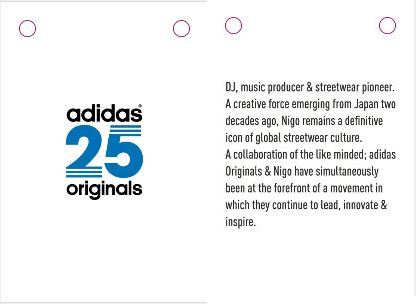 adidas®
25
originals
DJ, music producer & streetwear pioneer.
A creative force emerging from Japan two
decades ago, Nigo remains a definitive
icon of global streetwear culture.
A collaboration of the like minded; adidas
Originals & Nigo have simultaneously
been at the forefront of a movement in
which they continue to lead, innovate &
inspire.